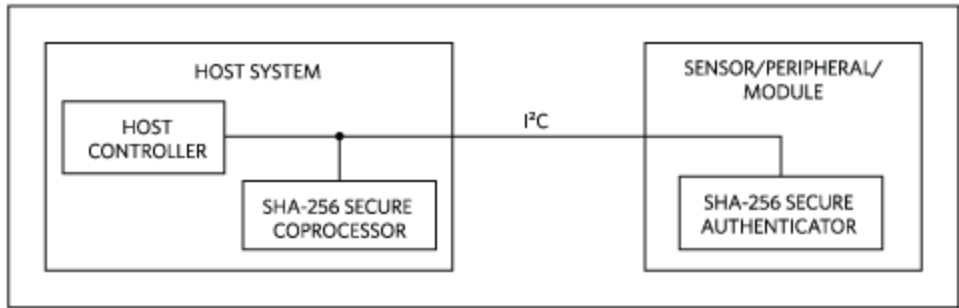 HOST SYSTEM
HOST
CONTROLLER
SHA-256 SECURE
COPROCESSOR
I²C
SENSOR/PERIPHERAL/
MODULE
SHA-256 SECURE
AUTHENTICATOR